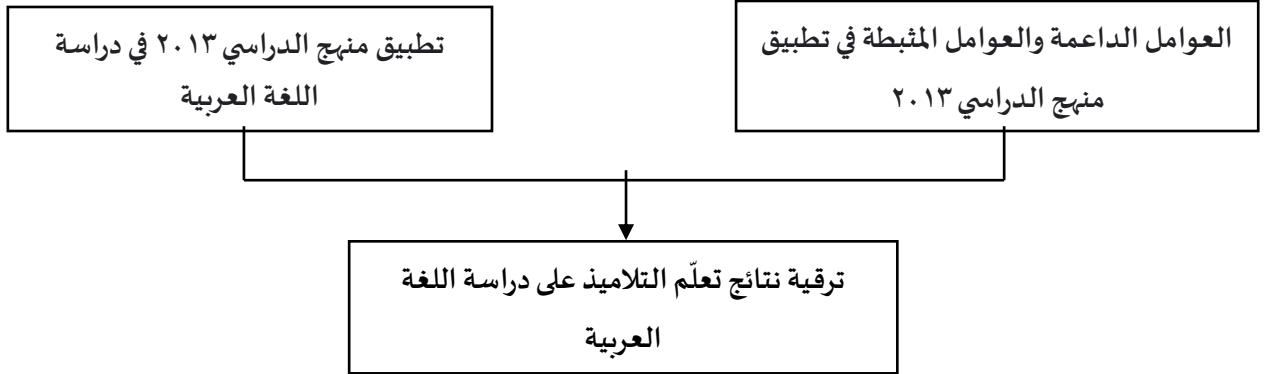 العوامل الداعمة والعوامل المثبطة في تطبيق
منهج الدراسي ٢٠١٣
تطبيق منهج الدراسي ٢٠١٣ في دراسة
اللغة العربية
ترقية نتائج تعلّم التلاميذ على دراسة اللغة
العربية